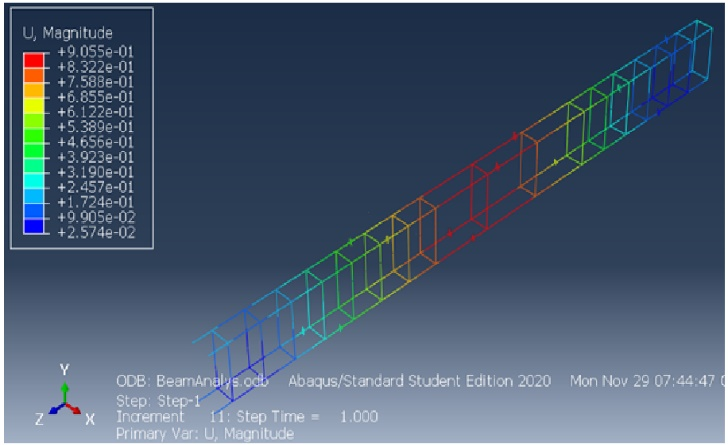 U, Magnitude
+9.055e-01
+8.322e-01
+7.588e-01
+6.855e-01
+6.122e-01
+5.389e-01
+4.656e-01
+3.923e-01
+3.190e-01
+2.457e-01
+1.724e-01
+9.905e-02
+2.574e-02
Y
Z X
ODB: BeamAnalys.odb Abaqus/Standard Student Edition 2020 Mon Nov 29 07:44:47
Step: Step-1
Increment 11: Step Time = 1.000
Primary Var: U, Magnitude